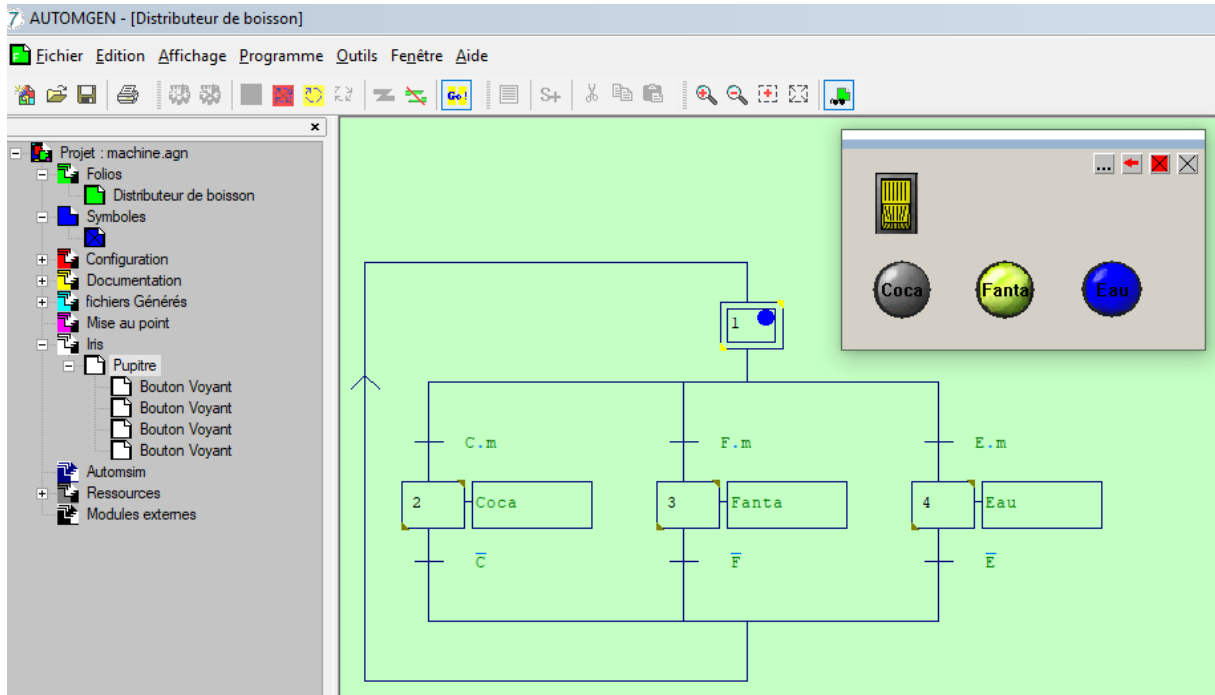 AUTOMGEN - [Distributeur de boisson]
Fichier Edition Affichage Programme Outils Fenêtre Aide
Go! S+
Projet : machine.agn
Folios
Distributeur de boisson
Symboles
Configuration
Documentation
fichiers Générés
Mise au point
Iris
Pupitre
Bouton Voyant
Bouton Voyant
Bouton Voyant
Bouton Voyant
Automsim
Ressources
Modules externes
...
Coca Fanta Eau
1
C.m F.m E.m
2 Coca 3 Fanta 4 Eau
C̅ F̅ E̅